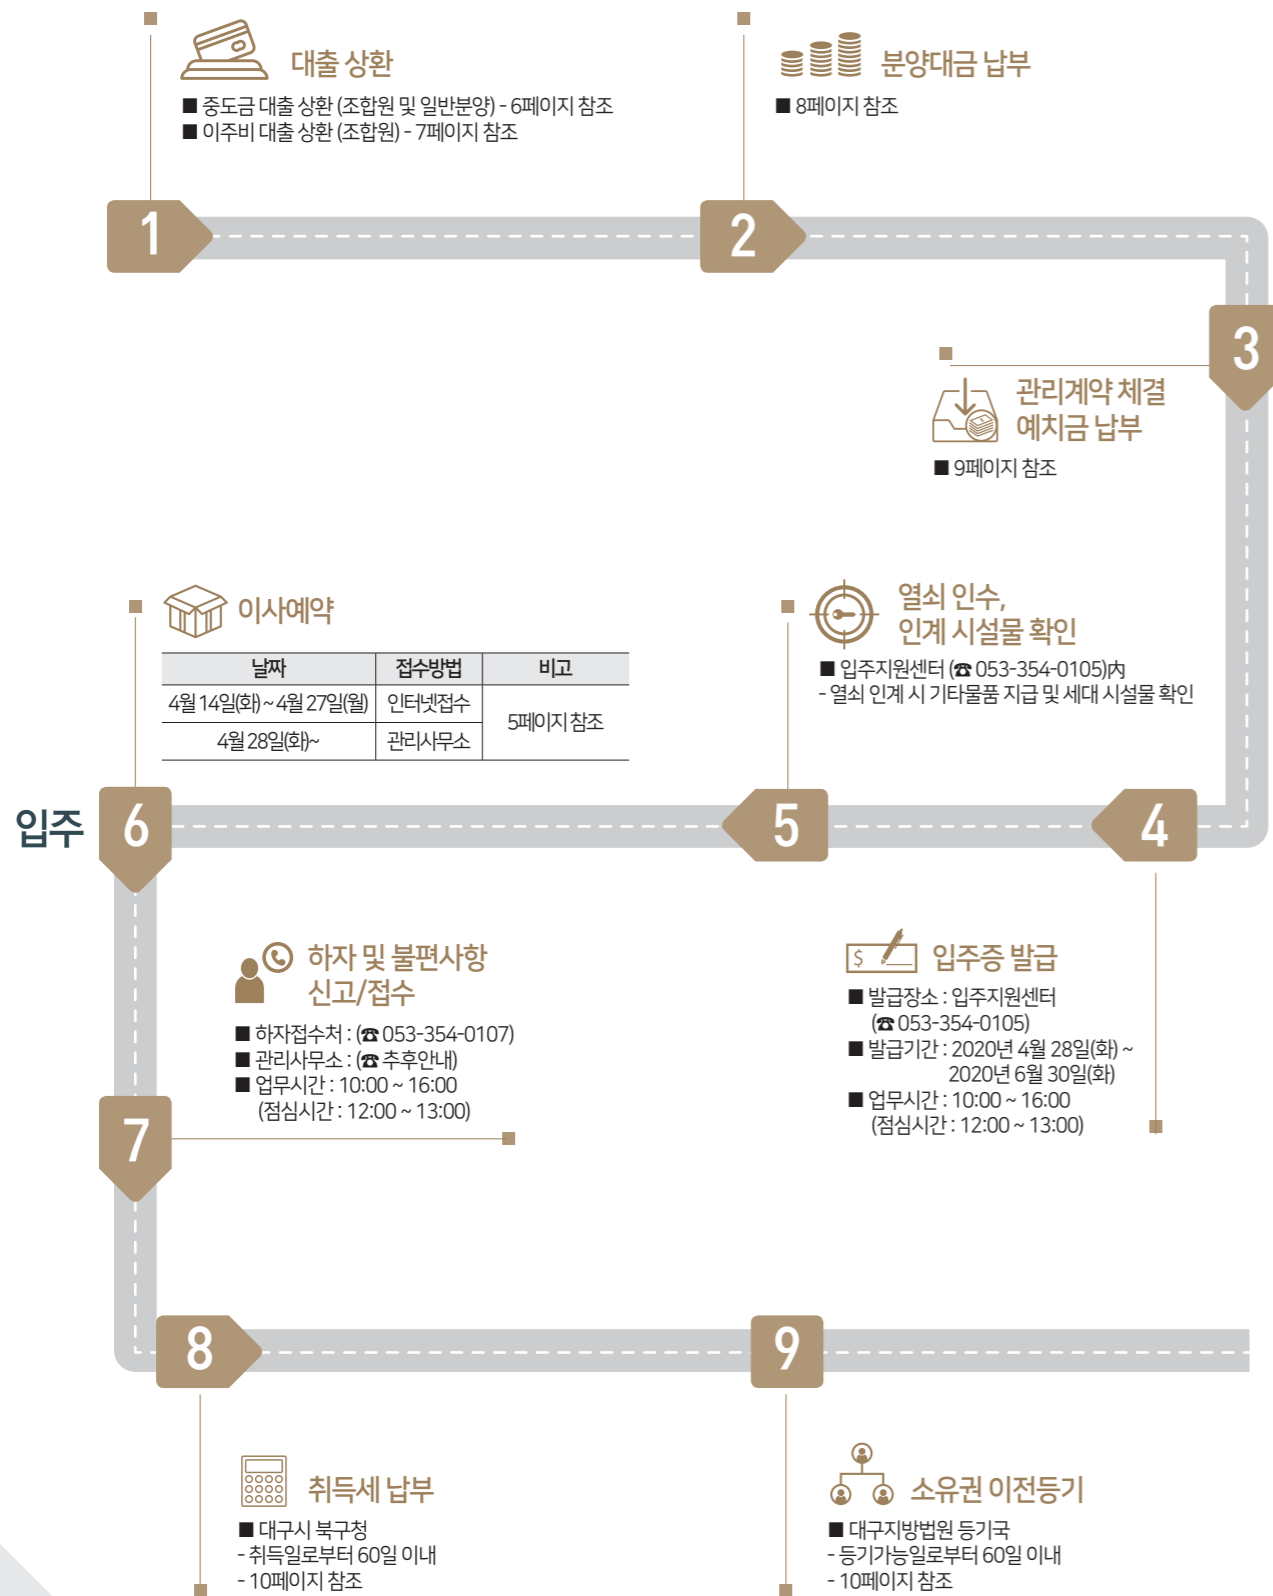 대출 상환
■ 중도금 대출 상환 (조합원 및 일반분양) - 6페이지 참조
■ 이주비 대출 상환 (조합원) - 7페이지 참조
1
분양대금 납부
■ 8페이지 참조
2
3
관리계약 체결
예치금 납부
■ 9페이지 참조
입주증 발급
■ 발급장소 : 입주지원센터
(☎ 053-354-0105)
■ 발급기간 : 2020년 4월 28일(화) ~
2020년 6월 30일(화)
■ 업무시간 : 10:00 ~ 16:00
(점심시간 : 12:00 ~ 13:00)
4
열쇠 인수,
인계 시설물 확인
■ 입주지원센터 (☎ 053-354-0105)内
- 열쇠 인계 시 기타물품 지급 및 세대 시설물 확인
5
이사예약
날짜 접수방법 비고
4월 14일(화) ~ 4월 27일(월) 인터넷접수 5페이지 참조
4월 28일(화)~ 관리사무소
입주
6
하자 및 불편사항
신고/접수
■ 하자접수처 : (☎ 053-354-0107)
■ 관리사무소 : (☎ 추후안내)
■ 업무시간 : 10:00 ~ 16:00
(점심시간 : 12:00 ~ 13:00)
7
8
취득세 납부
■ 대구시 북구청
- 취득일로부터 60일 이내
- 10페이지 참조
9
소유권 이전등기
■ 대구지방법원 등기국
- 등기가능일로부터 60일 이내
- 10페이지 참조